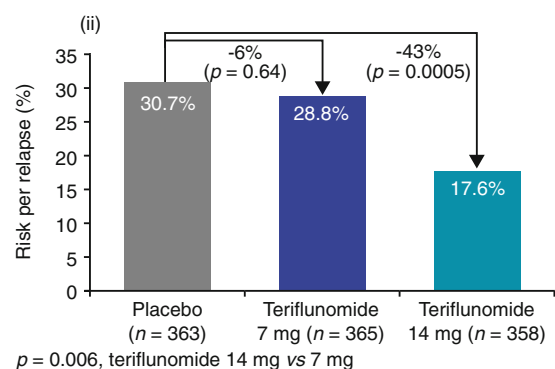 (ii)
Risk per relapse (%)
35
30
25
20
15
10
5
0
-6%
(p = 0.64)
-43%
(p = 0.0005)
30.7%
28.8%
17.6%
Placebo
(n = 363)
Teriflunomide
7 mg (n = 365)
Teriflunomide
14 mg (n = 358)
p = 0.006, teriflunomide 14 mg vs 7 mg